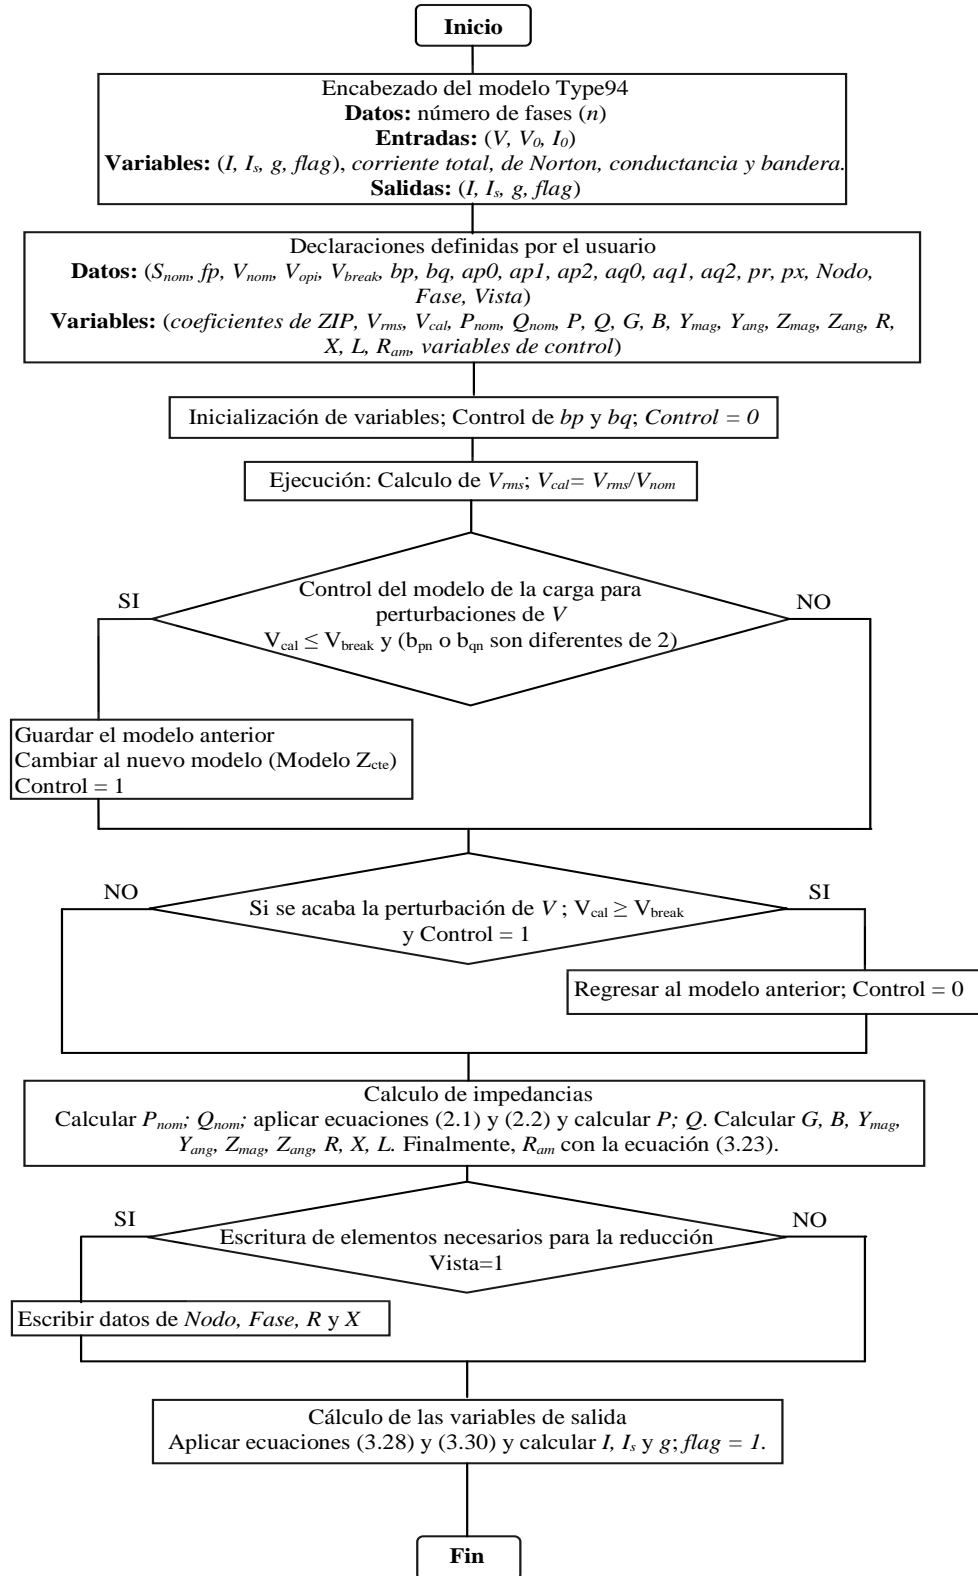 Inicio
Encabezado del modelo Type94
Datos: número de fases (n)
Entradas: (V, V0, I0)
Variables: (I, Is, g, flag), corriente total, de Norton, conductancia y bandera.
Salidas: (I, Is, g, flag)
Declaraciones definidas por el usuario
Datos: (Snom, fp, Vnom, Vopi, Vbreak, bp, bq, ap0, ap1, ap2, aq0, aq1, aq2, pr, px, Nodo,
Fase, Vista)
Variables: (coeficientes de ZIP, Vrms, Vcal, Pnom, Qnom, P, Q, G, B, Ymag, Yang, Zmag, Zang, R,
X, L, Ram, variables de control)
Inicialización de variables; Control de bp y bq; Control = 0
Ejecución: Calculo de Vrms; Vcal= Vrms/Vnom
Control del modelo de la carga para
SI
NO
perturbaciones de V
Vcal ≤ Vbreak y (bpn o bqn son diferentes de 2)
Guardar el modelo anterior
Cambiar al nuevo modelo (Modelo Zcte)
Control = 1
NO
SI
Si se acaba la perturbación de V ; Vcal ≥ Vbreak
y Control = 1
Regresar al modelo anterior; Control = 0
Calculo de impedancias
Calcular Pnom; Qnom; aplicar ecuaciones (2.1) y (2.2) y calcular P; Q. Calcular G, B, Ymag,
Yang, Zmag, Zang, R, X, L. Finalmente, Ram con la ecuación (3.23).
SI
NO
Escritura de elementos necesarios para la reducción
Vista=1
Escribir datos de Nodo, Fase, R y X
Cálculo de las variables de salida
Aplicar ecuaciones (3.28) y (3.30) y calcular I, Is y g; flag = 1.
Fin